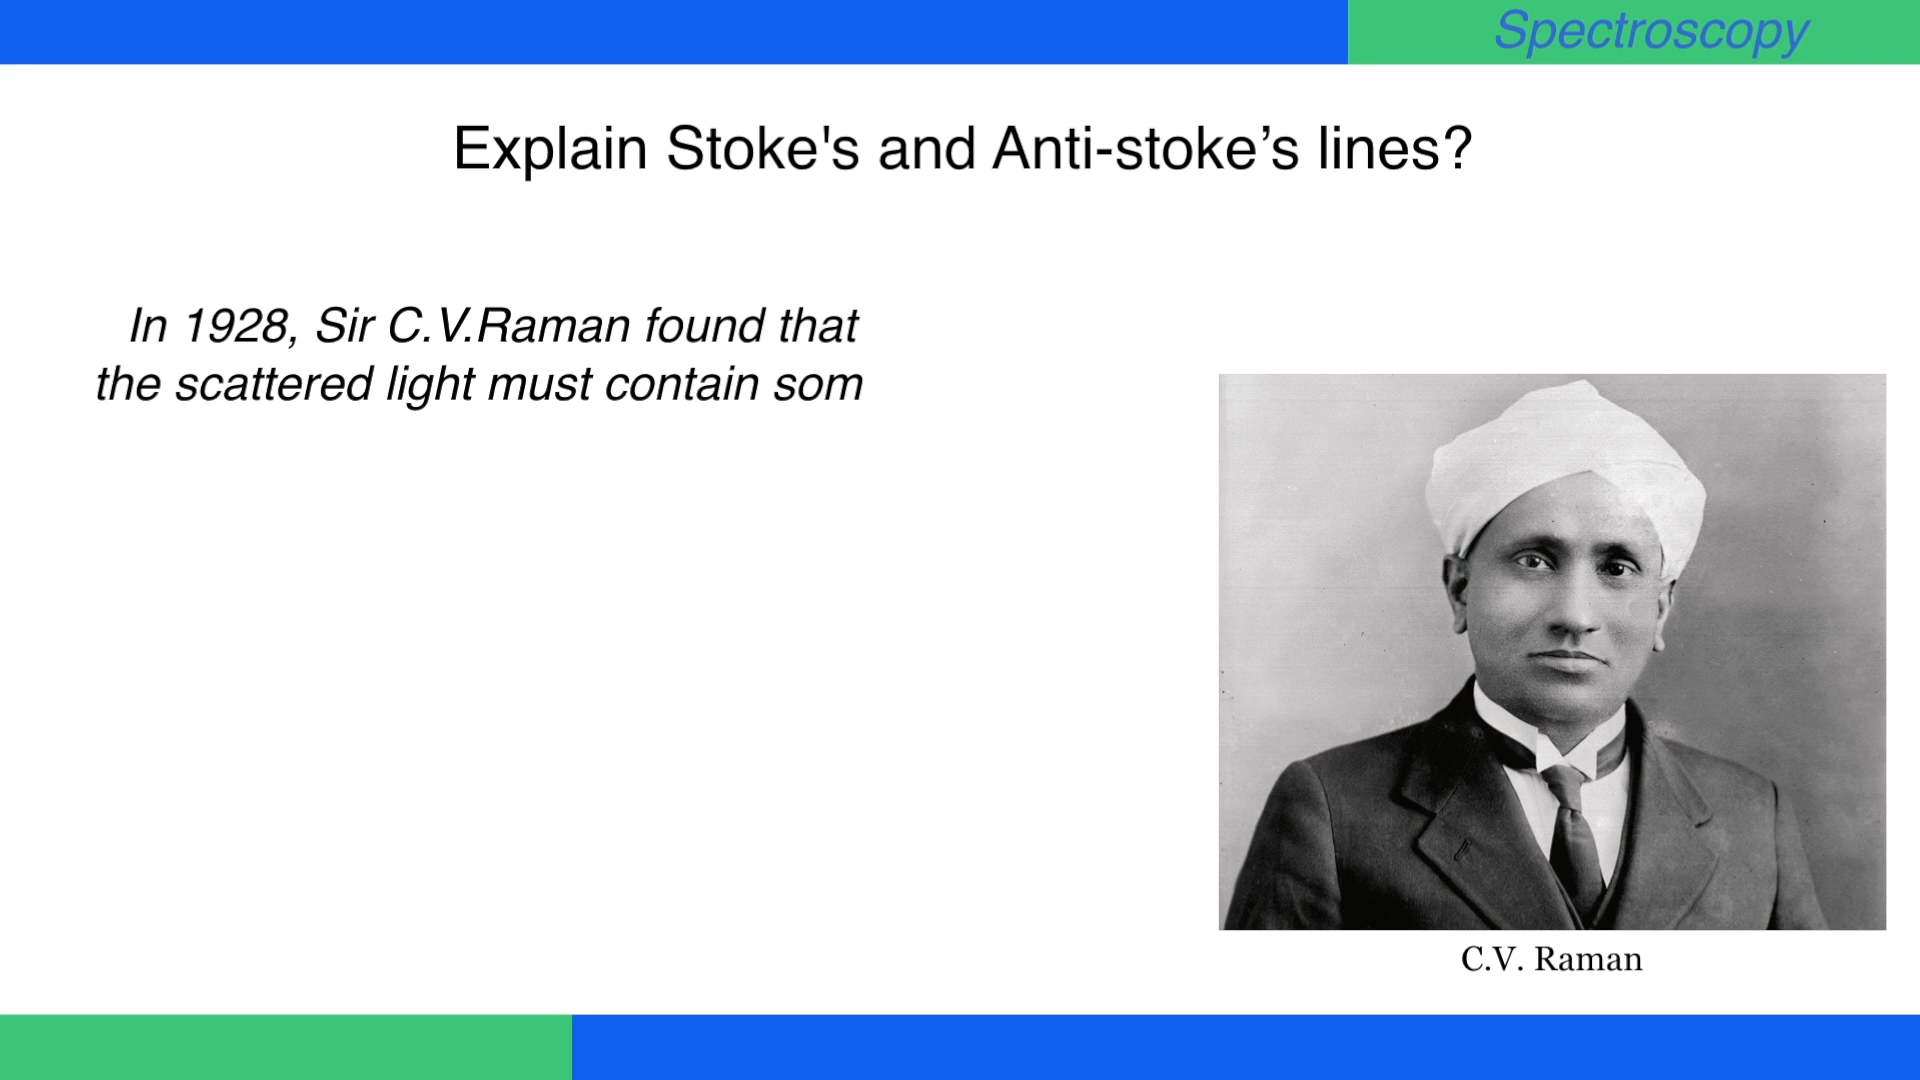 Spectroscopy
Explain Stoke's and Anti-stoke’s lines?
In 1928, Sir C.V.Raman found that
the scattered light must contain som
C.V. Raman